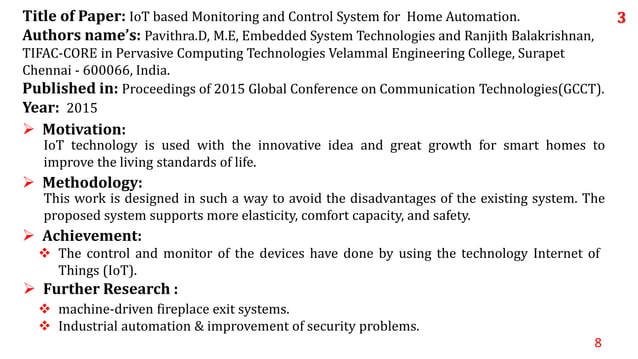 Title of Paper: IoT based Monitoring and Control System for Home Automation.
3
Authors name’s: Pavithra.D, M.E, Embedded System Technologies and Ranjith Balakrishnan,
TIFAC-CORE in Pervasive Computing Technologies Velammal Engineering College, Surapet
Chennai - 600066, India.
Published in: Proceedings of 2015 Global Conference on Communication Technologies(GCCT).
Year: 2015
➢ Motivation:
IoT technology is used with the innovative idea and great growth for smart homes to
improve the living standards of life.
➢ Methodology:
This work is designed in such a way to avoid the disadvantages of the existing system. The
proposed system supports more elasticity, comfort capacity, and safety.
➢ Achievement:
❖ The control and monitor of the devices have done by using the technology Internet of
Things (IoT).
➢ Further Research :
❖ machine-driven fireplace exit systems.
❖ Industrial automation & improvement of security problems.
8